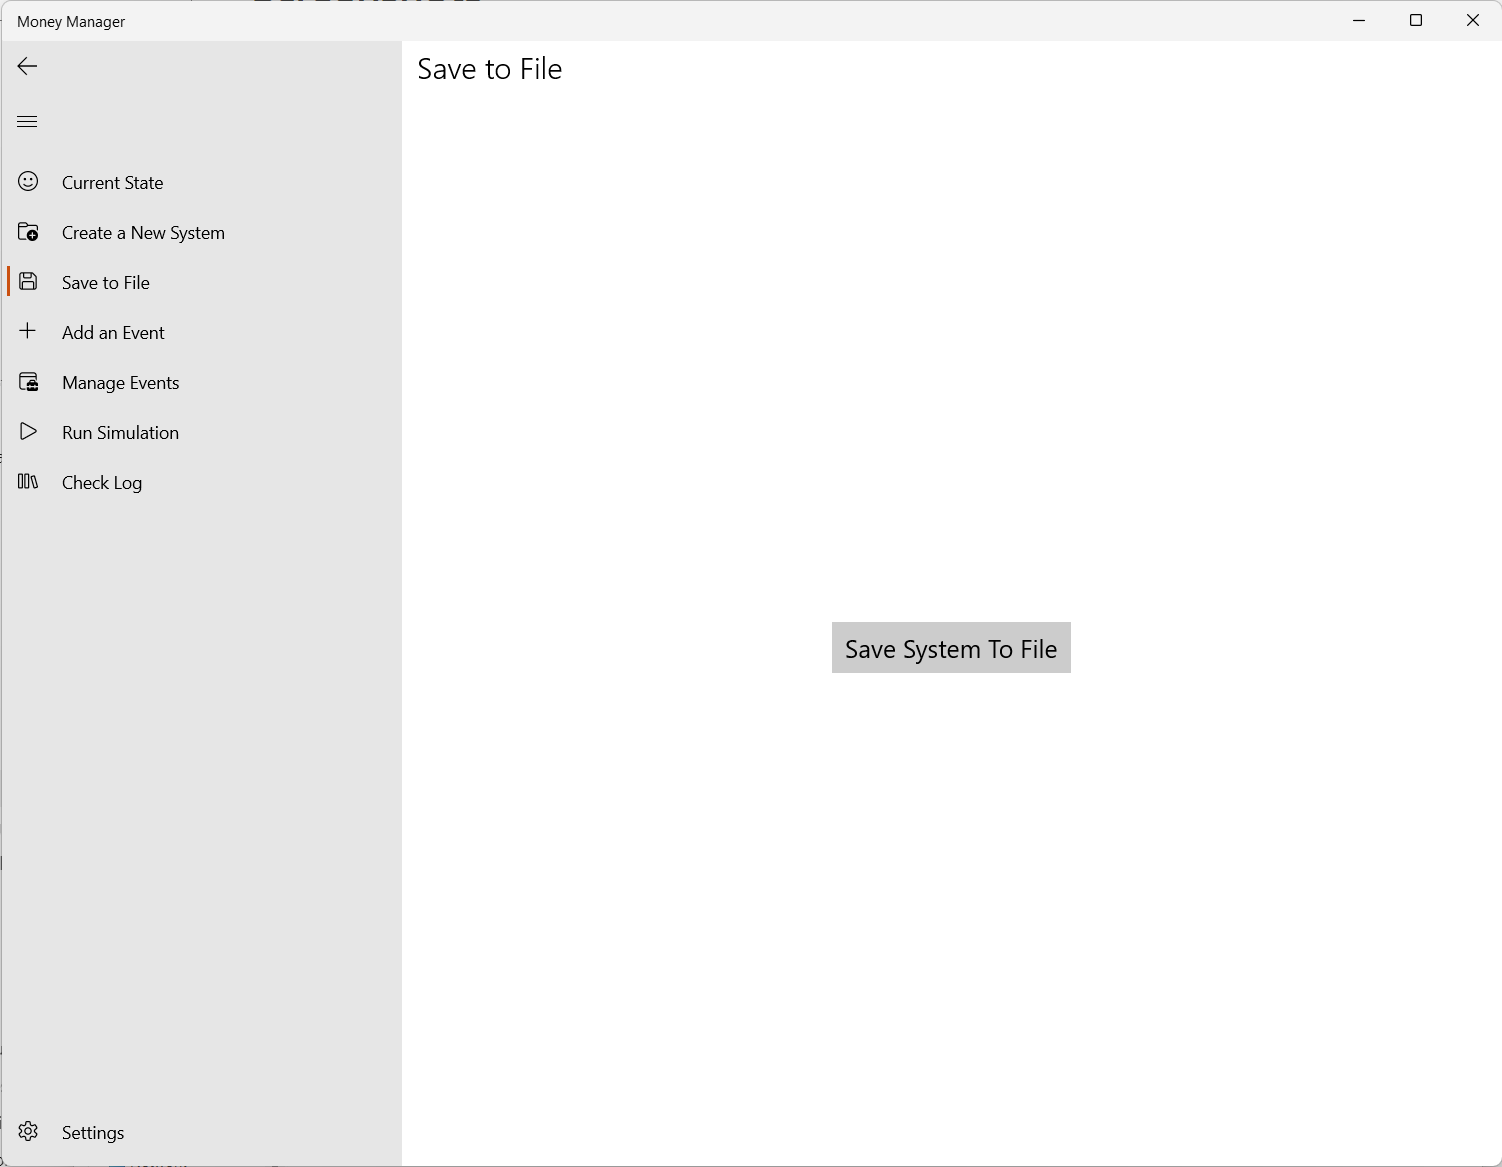 Money Manager
Save to File
Current State
Create a New System
Save to File
Add an Event
Manage Events
Run Simulation
Check Log
Save System To File
Settings